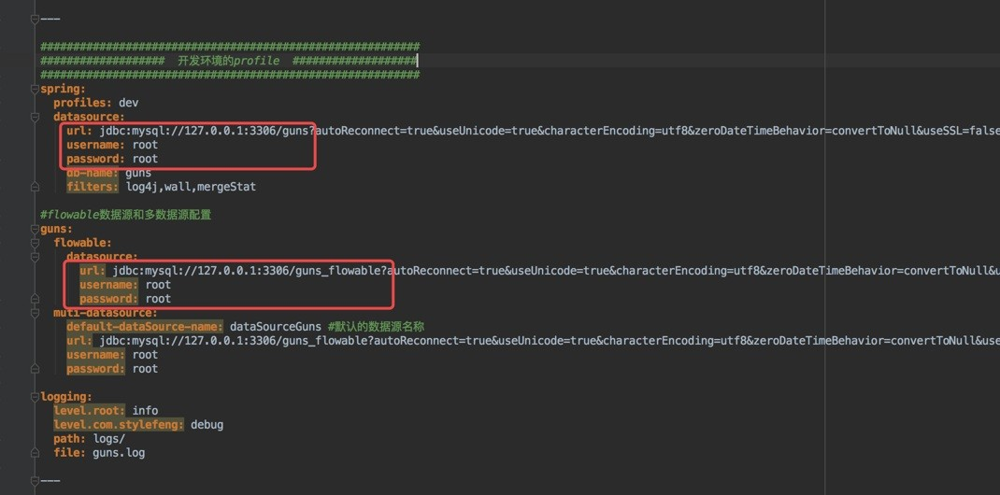 ---
##########################################################
################### 开发环境的profile ###################
##########################################################
spring:
profiles: dev
datasource:
url: jdbc:mysql://127.0.0.1:3306/guns?autoReconnect=true&useUnicode=true&characterEncoding=utf8&zeroDateTimeBehavior=convertToNull&useSSL=false
username: root
password: root
db-name: guns
filters: log4j,wall,mergeStat
#flowable数据源和多数据源配置
guns:
flowable:
datasource:
url: jdbc:mysql://127.0.0.1:3306/guns_flowable?autoReconnect=true&useUnicode=true&characterEncoding=utf8&zeroDateTimeBehavior=convertToNull&u
username: root
password: root
muti-datasource:
default-dataSource-name: dataSourceGuns #默认的数据源名称
url: jdbc:mysql://127.0.0.1:3306/guns_flowable?autoReconnect=true&useUnicode=true&characterEncoding=utf8&zeroDateTimeBehavior=convertToNull&use
username: root
password: root
logging:
level.root: info
level.com.stylefeng: debug
path: logs/
file: guns.log
---